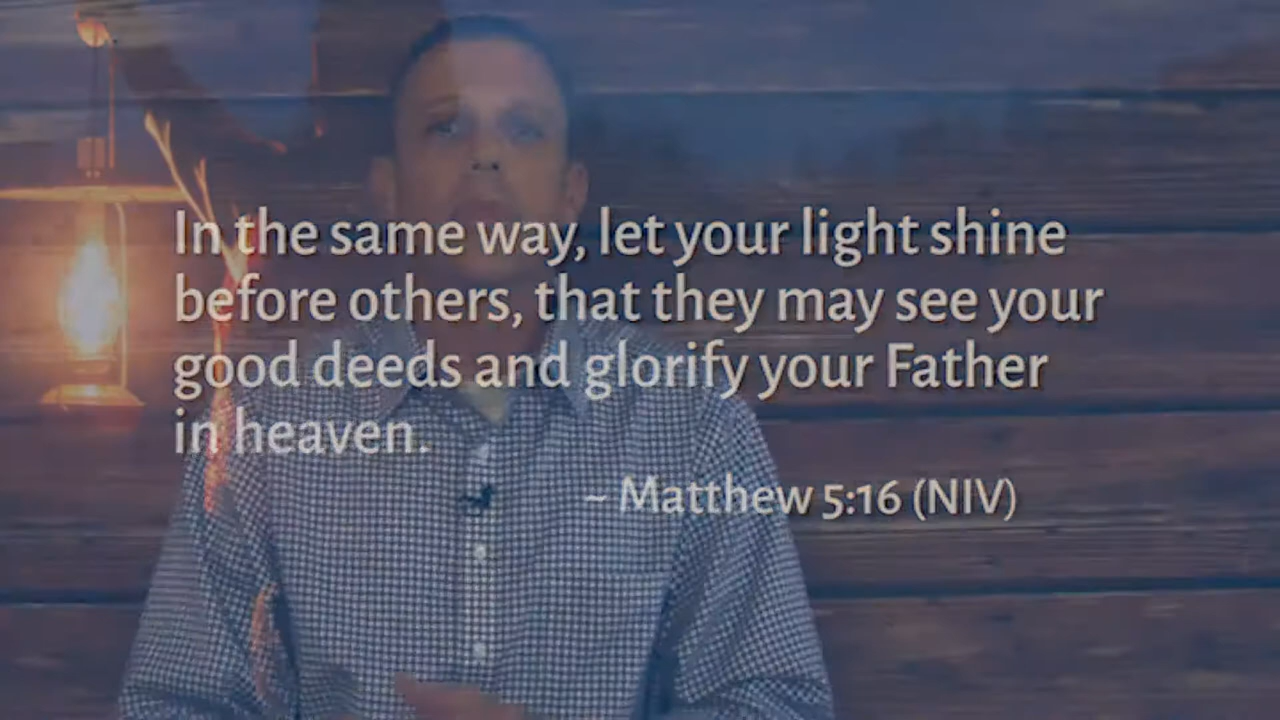 In the same way, let your light shine
before others, that they may see your
good deeds and glorify your Father
in heaven.
~ Matthew 5:16 (NIV)